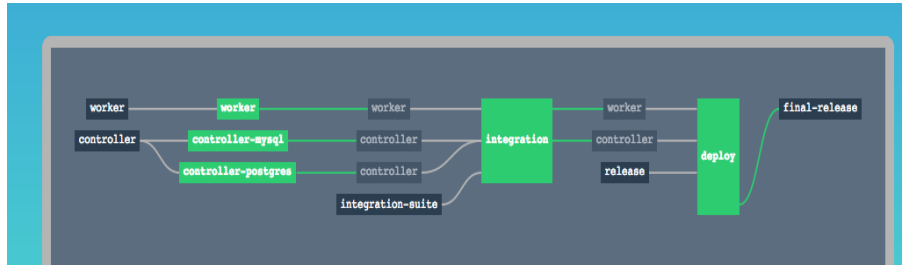 worker worker worker worker final-release
controller controller-mysql controller integration controller
deploy
controller-postgres controller release
integration-suite